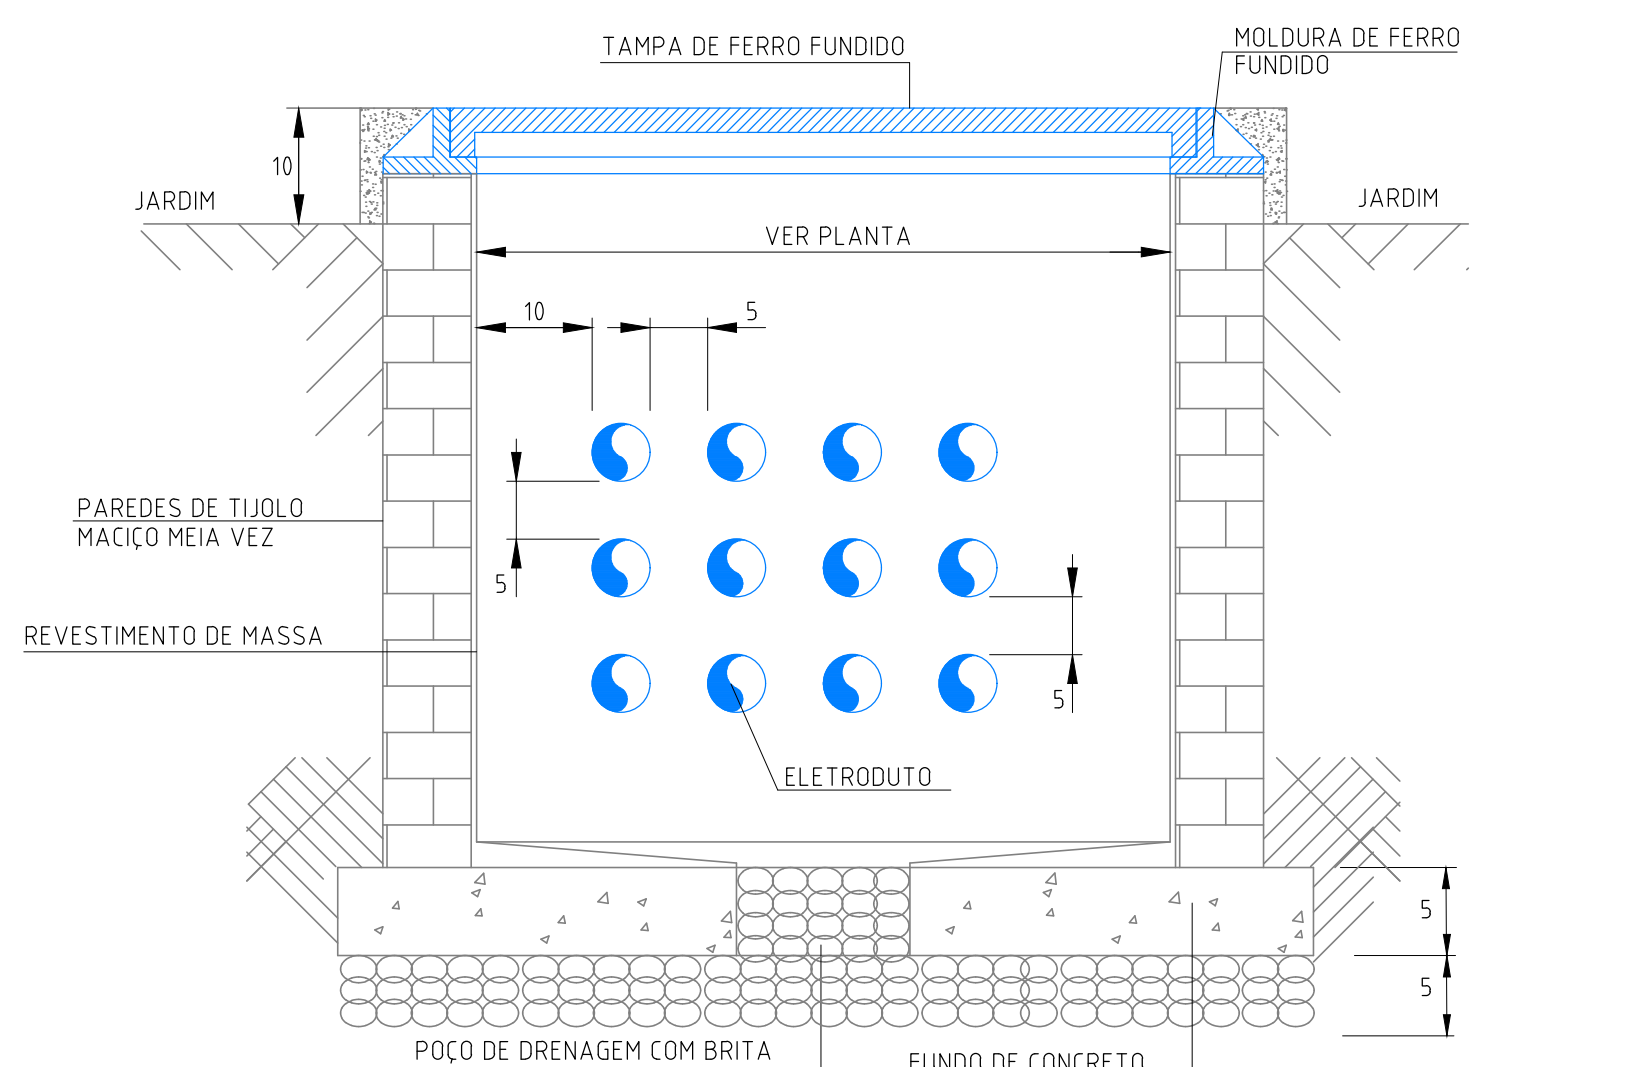 TAMPA DE FERRO FUNDIDO
MOLDURA DE FERRO
FUNDIDO
10
JARDIM
JARDIM
VER PLANTA
10
5
PAREDES DE TIJOLO
MACIÇO MEIA VEZ
5
REVESTIMENTO DE MASSA
5
ELETRODUTO
5
5
POÇO DE DRENAGEM COM BRITA
FUNDO DE CONCRETO